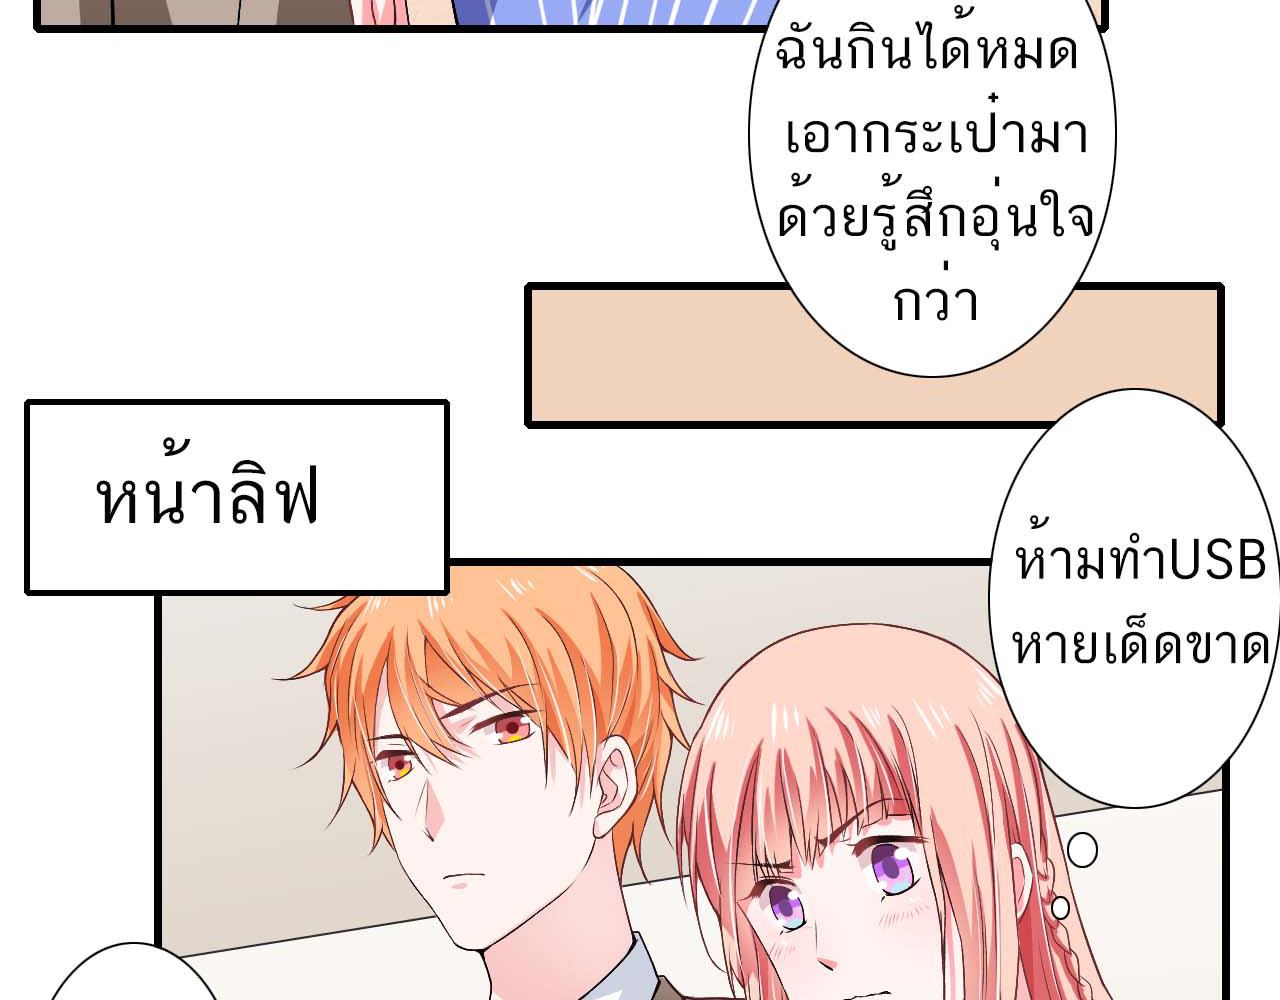 ฉันกินได้หมด
เอากระเป๋ามา
ด้วยรู้สึกอุ่นใจ
กว่า
หน้าลิฟ
ห้ามทำUSB
หายเด็ดขาด